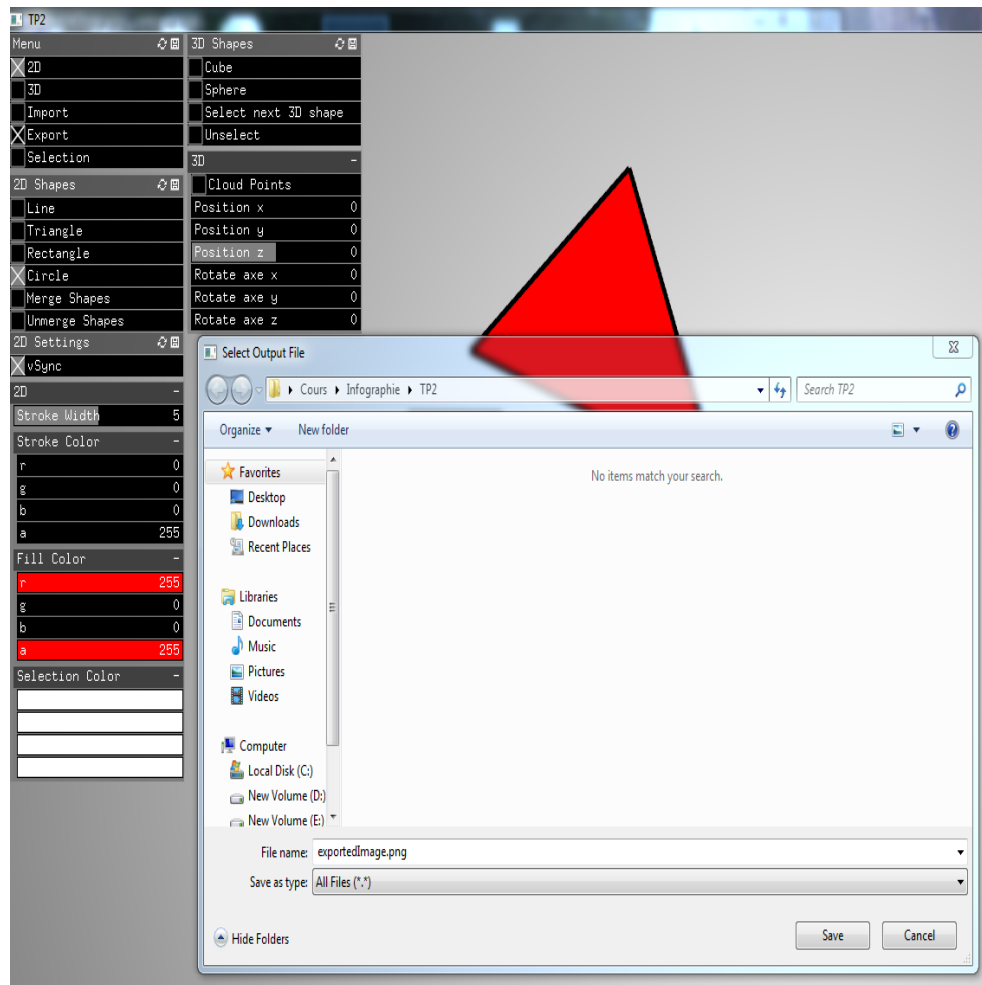 TP2
Menu
2D
3D
Import
Export
Selection
2D Shapes
Line
Triangle
Rectangle
Circle
Merge Shapes
Unmerge Shapes
2D Settings
vSync
2D -
Stroke Width 5
Stroke Color -
r 0
g 0
b 0
a 255
Fill Color -
r 255
g 0
b 0
a 255
Selection Color -
3D Shapes
Cube
Sphere
Select next 3D shape
Unselect
3D -
Cloud Points
Position x 0
Position y 0
Position z 0
Rotate axe x 0
Rotate axe y 0
Rotate axe z 0
Select Output File
Cours Infographie TP2
Search TP2
Organize New folder
Favorites
Desktop
Downloads
Recent Places
Libraries
Documents
Music
Pictures
Videos
Computer
Local Disk (C:)
New Volume (D:)
New Volume (E:)
No items match your search.
File name: exportedImage.png
Save as type: All Files (*.*)
Hide Folders
Save
Cancel